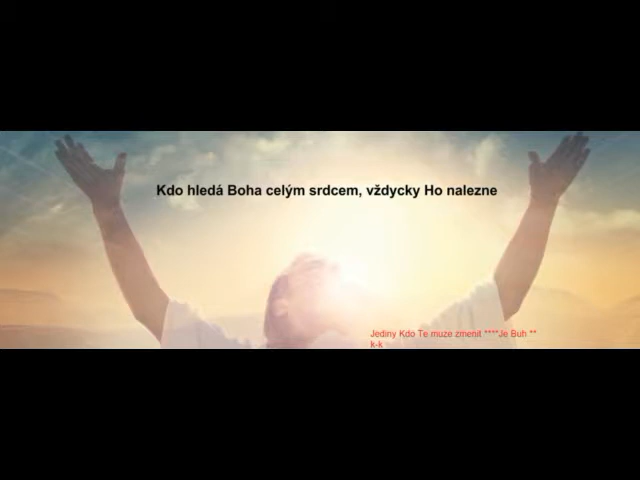 Kdo hledá Boha celým srdcem, vždycky Ho nalezne
Jediny Kdo Te muze zmenit ****Je Buh **
k-k